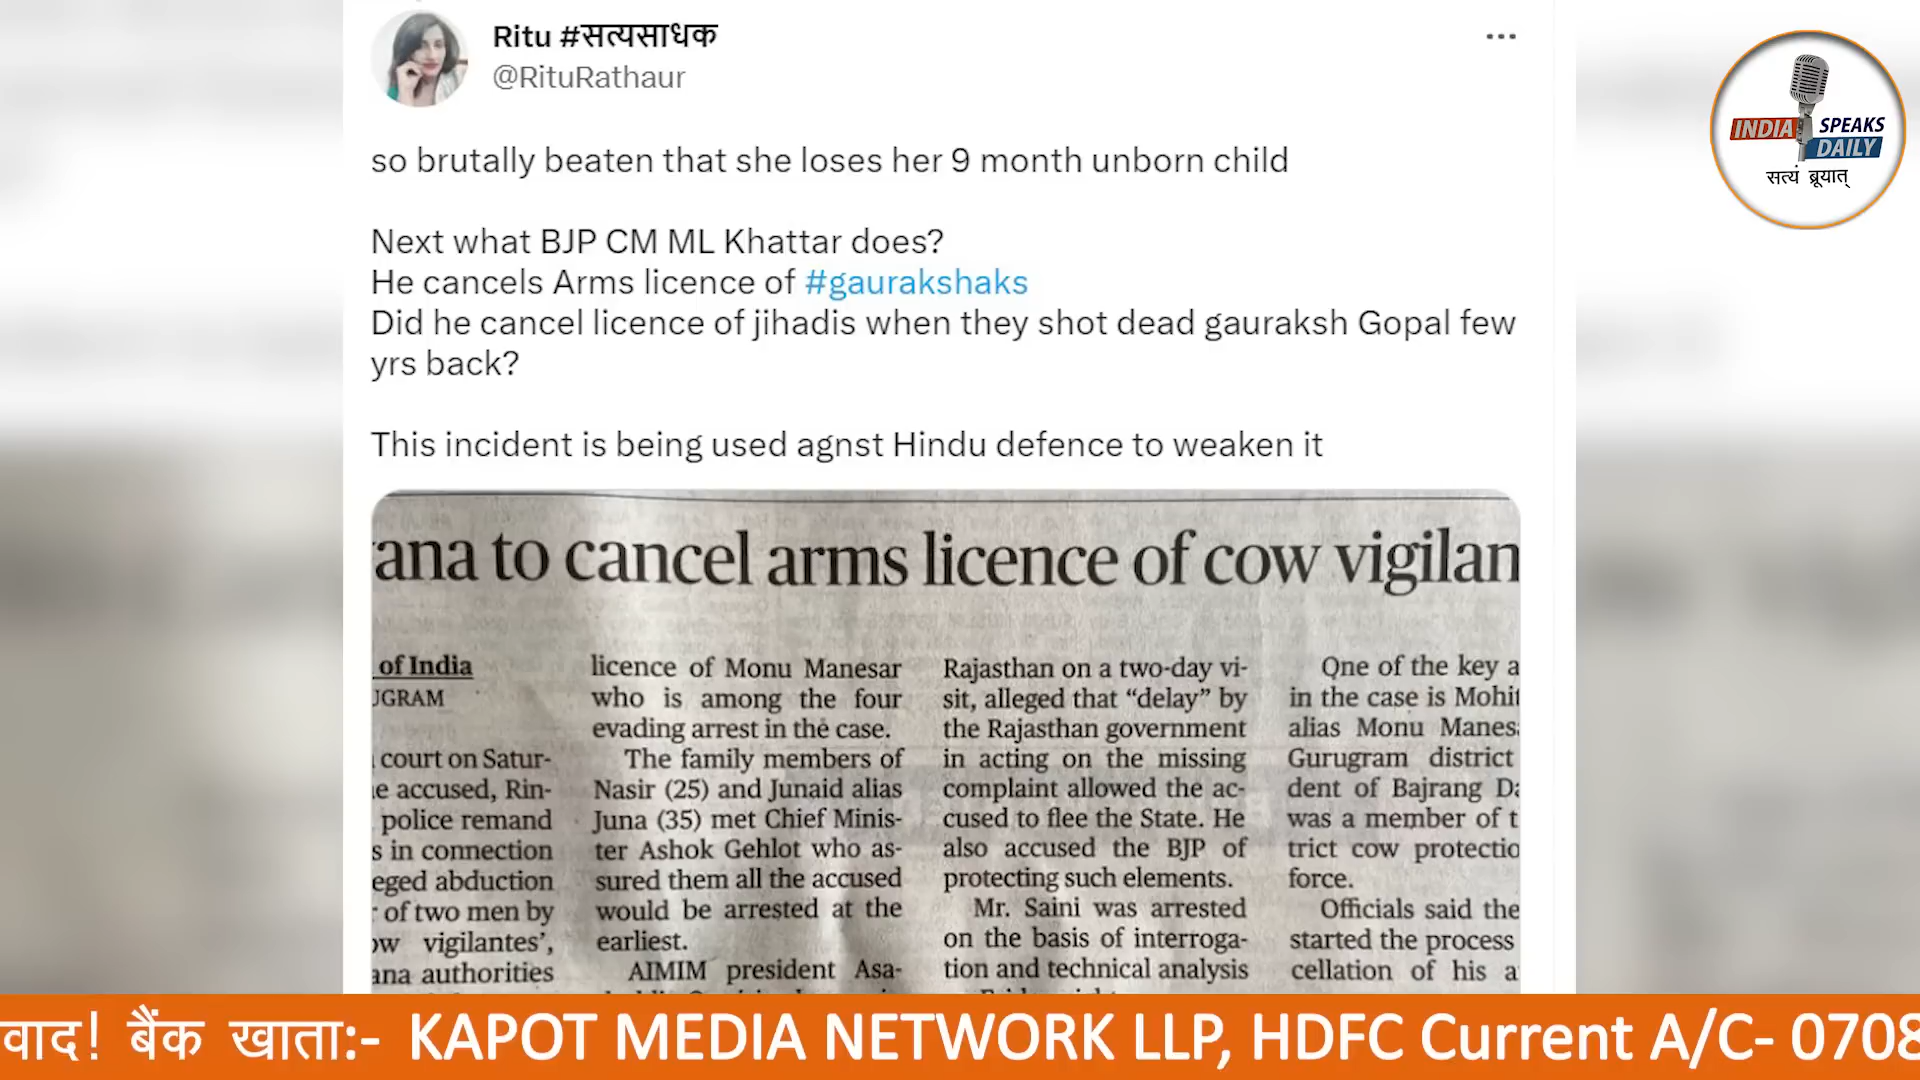 Ritu #सत्यसाधक
@RituRathaur
so brutally beaten that she loses her 9 month unborn child
Next what BJP CM ML Khattar does?
He cancels Arms licence of #gaurakshaks
Did he cancel licence of jihadis when they shot dead gauraksh Gopal few
yrs back?
This incident is being used agnst Hindu defence to weaken it
ana to cancel arms licence of cow vigilan
of India
UGRAM
court on Satur-
e accused, Rin-
police remand
s in connection
eged abduction
of two men by
ow vigilantes',
ana authorities
licence of Monu Manesar
who is among the four
evading arrest in the case.
The family members of
Nasir (25) and Junaid alias
Juna (35) met Chief Minis-
ter Ashok Gehlot who as-
sured them all the accused
would be arrested at the
earliest.
AIMIM president Asa-
Rajasthan on a two-day vi-
sit, alleged that “delay” by
the Rajasthan government
in acting on the missing
complaint allowed the ac-
cused to flee the State. He
also accused the BJP of
protecting such elements.
Mr. Saini was arrested
on the basis of interroga-
tion and technical analysis
One of the key a
in the case is Mohit
alias Monu Manes
Gurugram district
dent of Bajrang Da
was a member of t
trict cow protectio
force.
Officials said the
started the process
cellation of his a
INDIA SPEAKS
DAILY
सत्यं ब्रूयात्
वाद! बैंक खाता:- KAPOT MEDIA NETWORK LLP, HDFC Current A/C- 0708